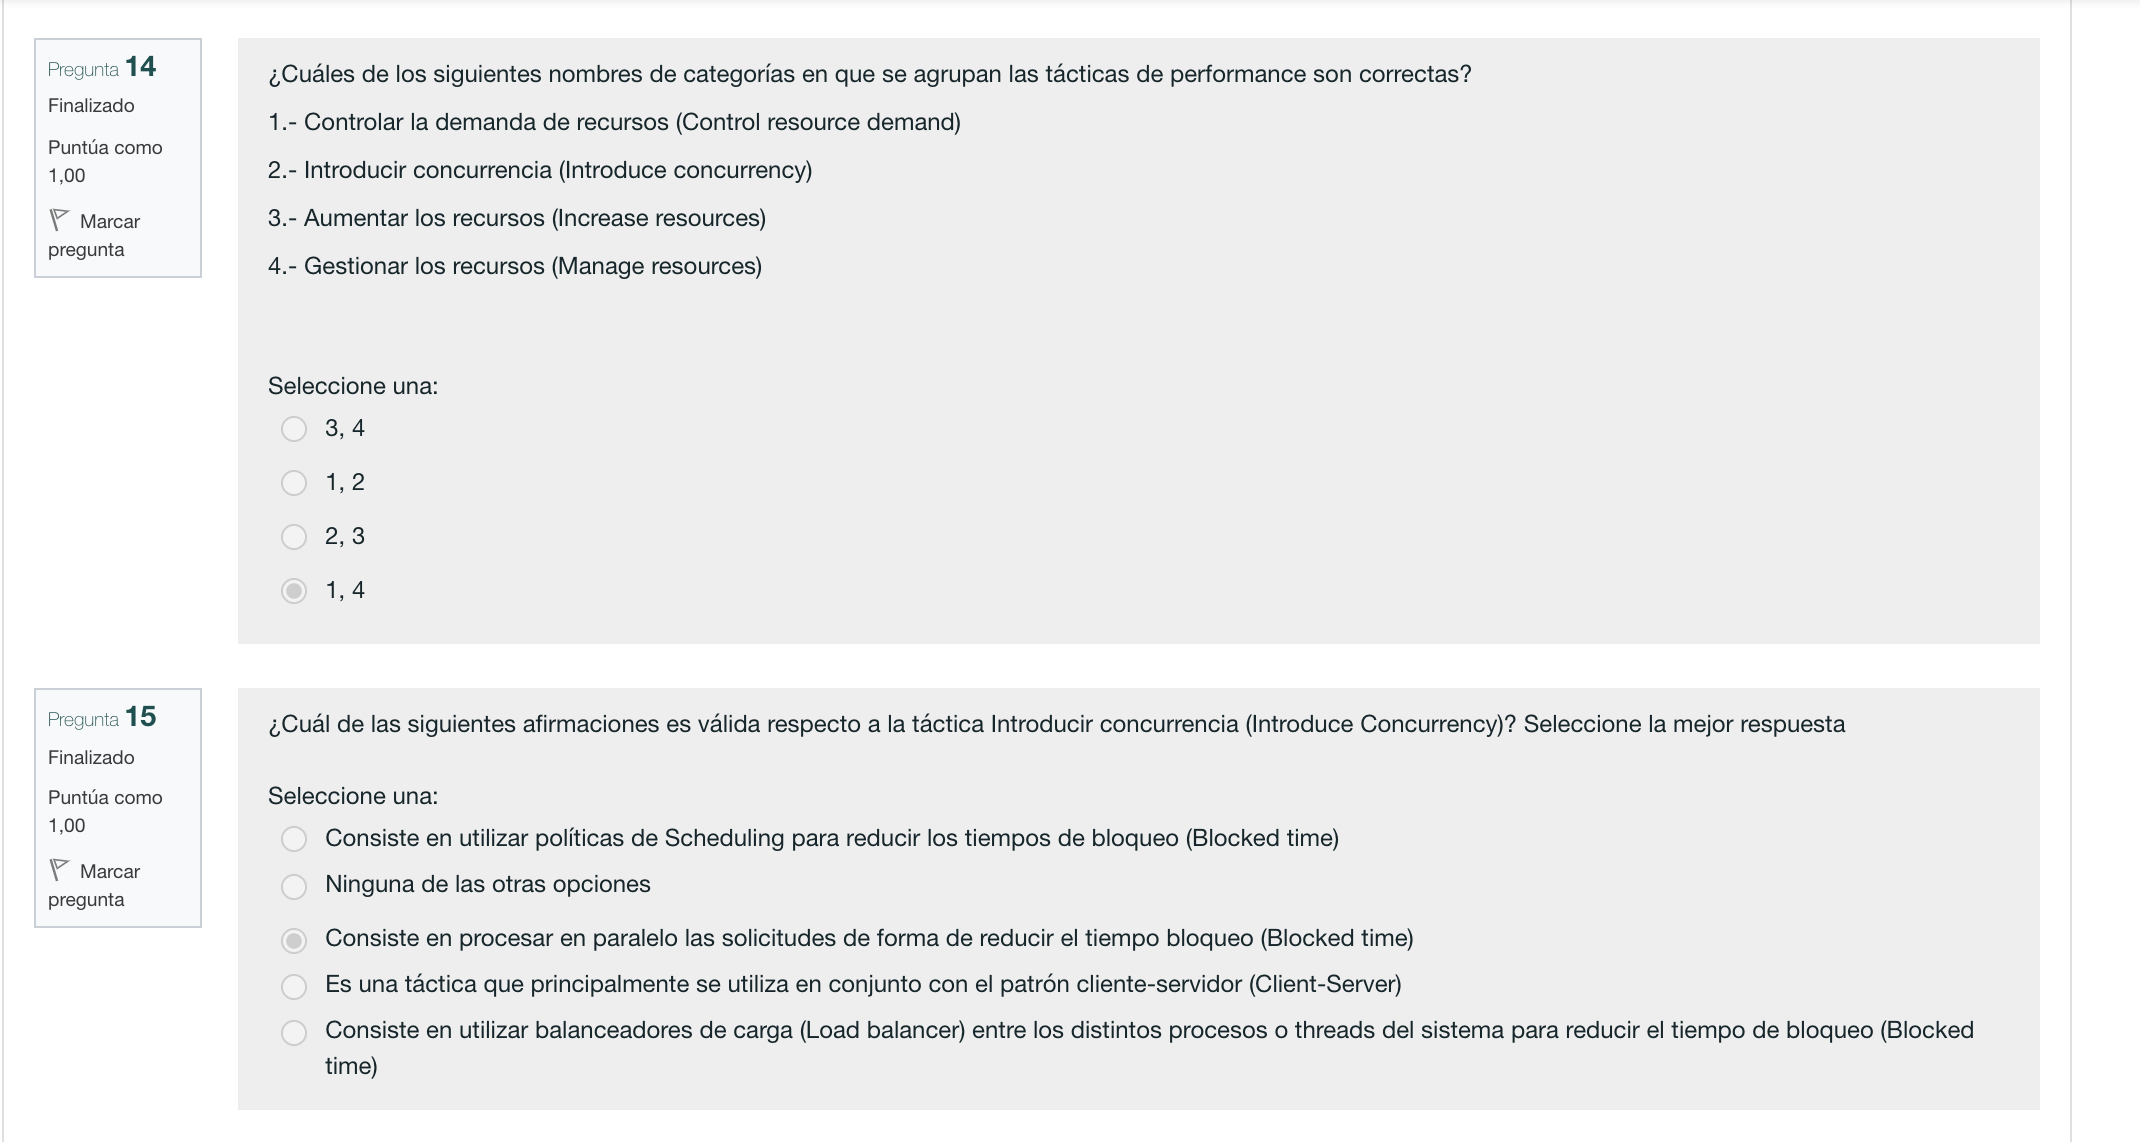 Pregunta 14
Finalizado
Puntúa como
1,00
Marcar
pregunta
¿Cuáles de los siguientes nombres de categorías en que se agrupan las tácticas de performance son correctas?
1.- Controlar la demanda de recursos (Control resource demand)
2.- Introducir concurrencia (Introduce concurrency)
3.- Aumentar los recursos (Increase resources)
4.- Gestionar los recursos (Manage resources)
Seleccione una:
3, 4
1, 2
2, 3
1, 4
Pregunta 15
Finalizado
Puntúa como
1,00
Marcar
pregunta
¿Cuál de las siguientes afirmaciones es válida respecto a la táctica Introducir concurrencia (Introduce Concurrency)? Seleccione la mejor respuesta
Seleccione una:
Consiste en utilizar políticas de Scheduling para reducir los tiempos de bloqueo (Blocked time)
Ninguna de las otras opciones
Consiste en procesar en paralelo las solicitudes de forma de reducir el tiempo bloqueo (Blocked time)
Es una táctica que principalmente se utiliza en conjunto con el patrón cliente-servidor (Client-Server)
Consiste en utilizar balanceadores de carga (Load balancer) entre los distintos procesos o threads del sistema para reducir el tiempo de bloqueo (Blocked
time)